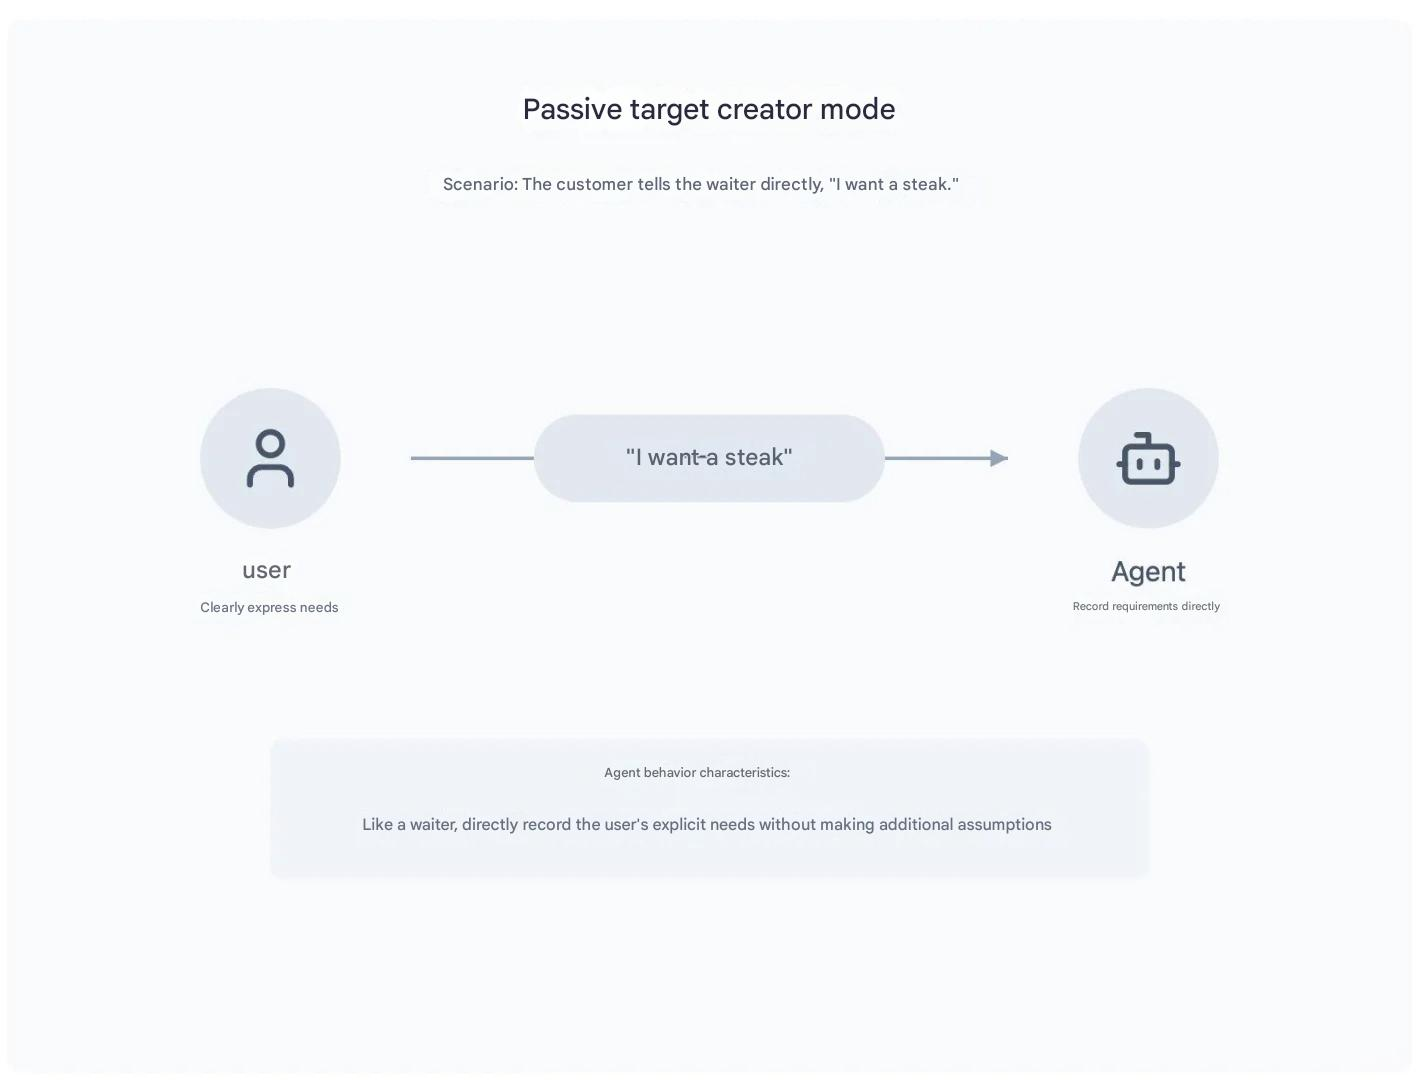 Passive target creator mode
Scenario: The customer tells the waiter directly, "I want a steak."
"I want a steak"
user
Clearly express needs
Agent
Record requirements directly
Agent behavior characteristics:
Like a waiter, directly record the user's explicit needs without making additional assumptions